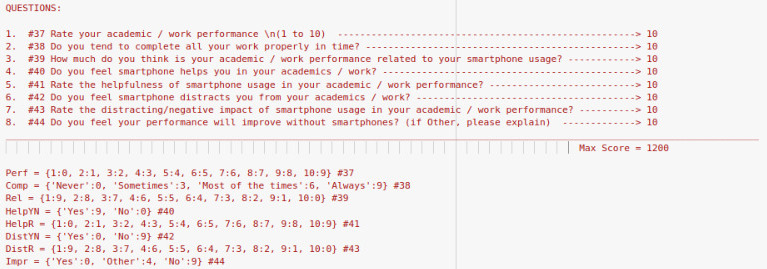 QUESTIONS:
1.  #37 Rate your academic / work performance \n(1 to 10)  -----------------------------------------------------> 10
2.  #38 Do you tend to complete all your work properly in time? ------------------------------------------------> 10
3.  #39 How much do you think is your academic / work performance related to your smartphone usage? ------------> 10
4.  #40 Do you feel smartphone helps you in your academics / work? ---------------------------------------------> 10
5.  #41 Rate the helpfulness of smartphone usage in your academic / work performance? --------------------------> 10
6.  #42 Do you feel smartphone distracts you from your academics / work? ---------------------------------------> 10
7.  #43 Rate the distracting/negative impact of smartphone usage in your academic / work performance? ----------> 10
8.  #44 Do you feel your performance will improve without smartphones? (if Other, please explain)  -------------> 10
Max Score = 1200
Perf = {1:0, 2:1, 3:2, 4:3, 5:4, 6:5, 7:6, 8:7, 9:8, 10:9} #37
Comp = {'Never':0, 'Sometimes':3, 'Most of the times':6, 'Always':9} #38
Rel = {1:9, 2:8, 3:7, 4:6, 5:5, 6:4, 7:3, 8:2, 9:1, 10:0} #39
HelpYN = {'Yes':9, 'No':0} #40
HelpR = {1:0, 2:1, 3:2, 4:3, 5:4, 6:5, 7:6, 8:7, 9:8, 10:9} #41
DistYN = {'Yes':0, 'No':9} #42
DistR = {1:9, 2:8, 3:7, 4:6, 5:5, 6:4, 7:3, 8:2, 9:1, 10:0} #43
Impr = {'Yes':0, 'Other':4, 'No':9} #44